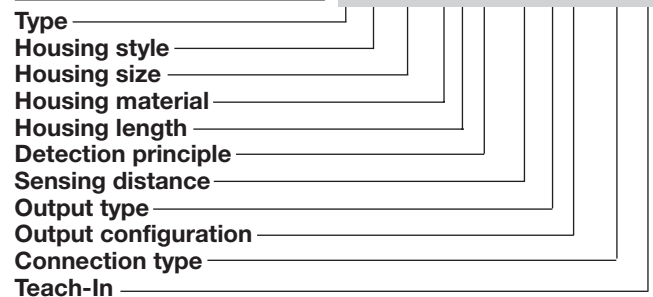 Type
Housing style
Housing size
Housing material
Housing length
Detection principle
Sensing distance
Output type
Output configuration
Connection type
Teach-In